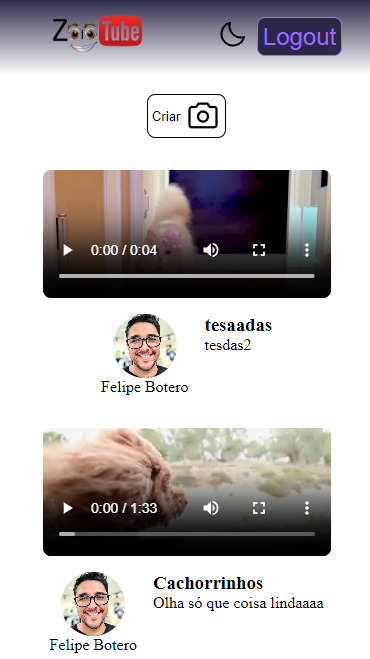 ZooTube
Logout
Criar
0:00 / 0:04
tesaadas
tesdas2
Felipe Botero
0:00 / 1:33
Cachorrinhos
Olha só que coisa lindaaaa
Felipe Botero